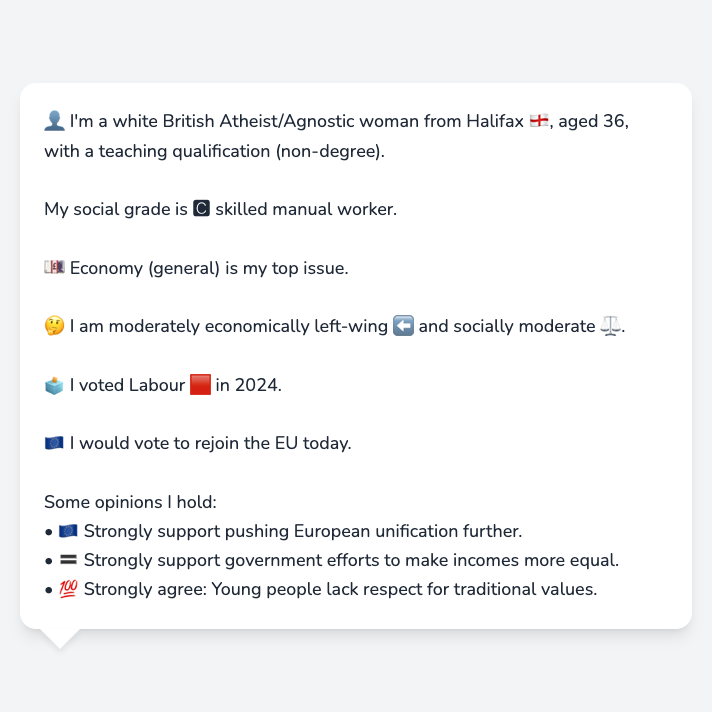 👤 I'm a white British Atheist/Agnostic woman from Halifax 🏴󠁧󠁢󠁥󠁮󠁧󠁿, aged 36,
with a teaching qualification (non-degree).
My social grade is 🅲 skilled manual worker.
💷 Economy (general) is my top issue.
🤔 I am moderately economically left-wing ⬅️ and socially moderate ⚖️.
🗳️ I voted Labour 🟥 in 2024.
🇪🇺 I would vote to rejoin the EU today.
Some opinions I hold:
• 🇪🇺 Strongly support pushing European unification further.
• 🟰 Strongly support government efforts to make incomes more equal.
• 💯 Strongly agree: Young people lack respect for traditional values.